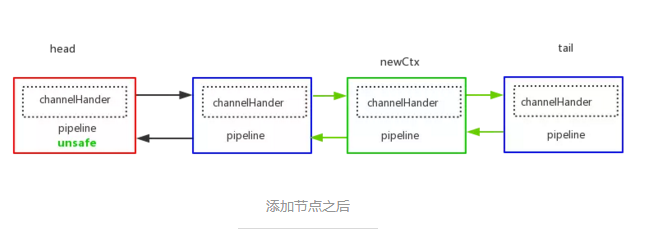 head
newCtx
tail
channelHander
channelHander
channelHander
channelHander
pipeline
unsafe
pipeline
pipeline
pipeline
添加节点之后